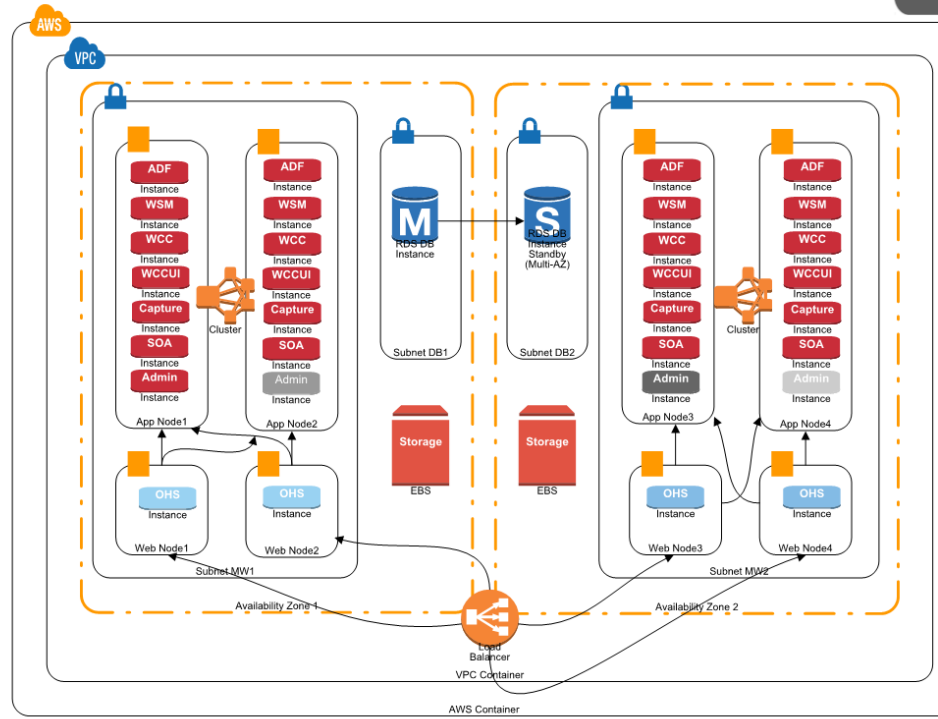 AWS
VPC
ADF
Instance
WSM
Instance
WCC
Instance
WCCUI
Instance
Capture
Instance
SOA
Instance
Admin
Instance
App Node1
ADF
Instance
WSM
Instance
WCC
Instance
WCCUI
Instance
Capture
Instance
SOA
Instance
Admin
Instance
App Node2
Cluster
OHS
Instance
Web Node1
OHS
Instance
Web Node2
Subnet MW1
M
RDS DB
Instance
Subnet DB1
Storage
EBS
Availability Zone 1
S
RDS DB
Instance
Standby
(Multi-AZ)
Subnet DB2
Storage
EBS
ADF
Instance
WSM
Instance
WCC
Instance
WCCUI
Instance
Capture
Instance
SOA
Instance
Admin
Instance
App Node3
ADF
Instance
WSM
Instance
WCC
Instance
WCCUI
Instance
Capture
Instance
SOA
Instance
Admin
Instance
App Node4
Cluster
OHS
Instance
Web Node3
OHS
Instance
Web Node4
Subnet MW2
Availability Zone 2
Load
Balancer
VPC Container
AWS Container